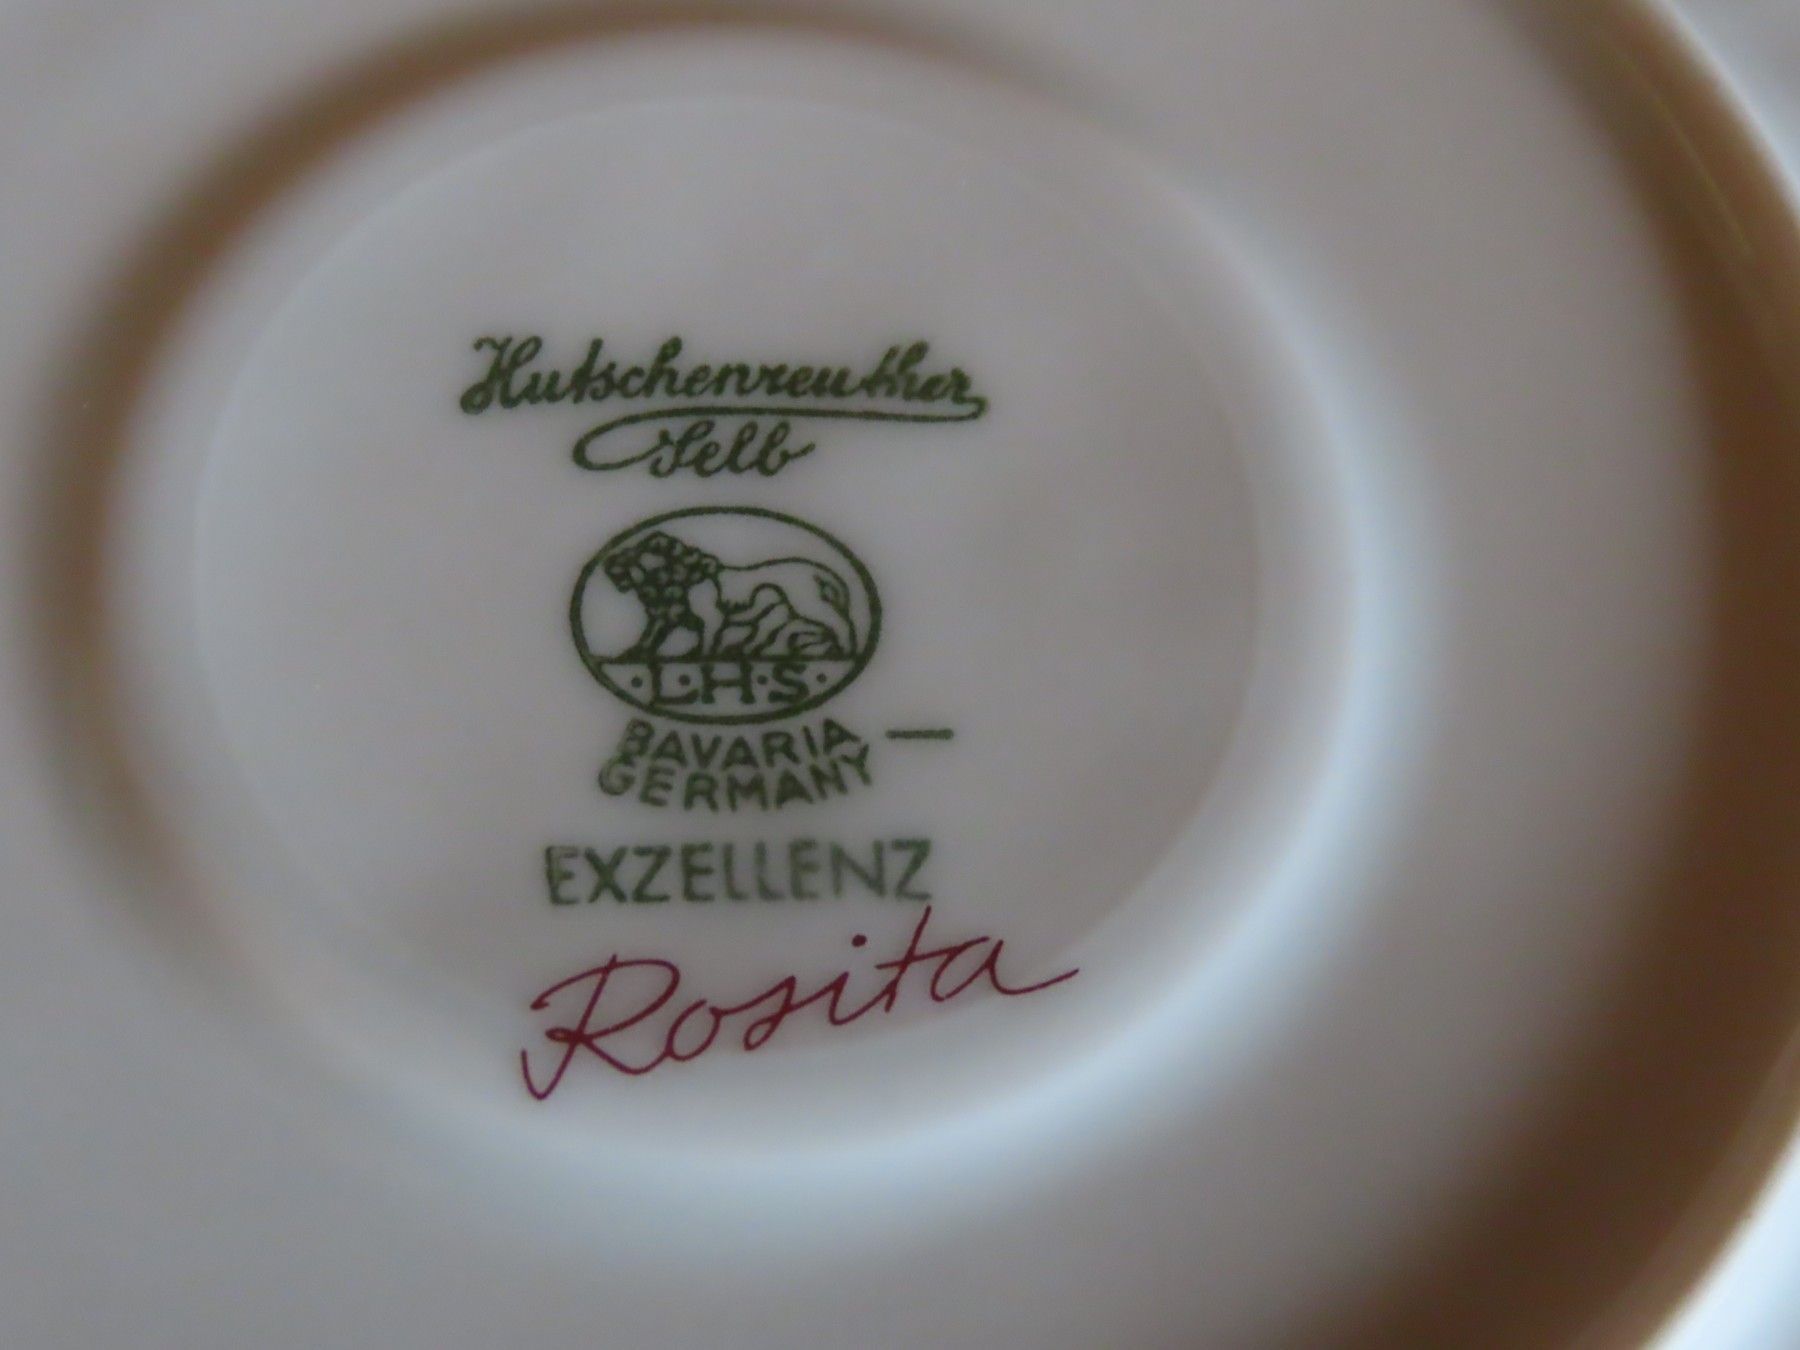 Hutschenreuther
Selb
L·H·S
BAVARIA —
GERMANY
EXZELLENZ
Rosita